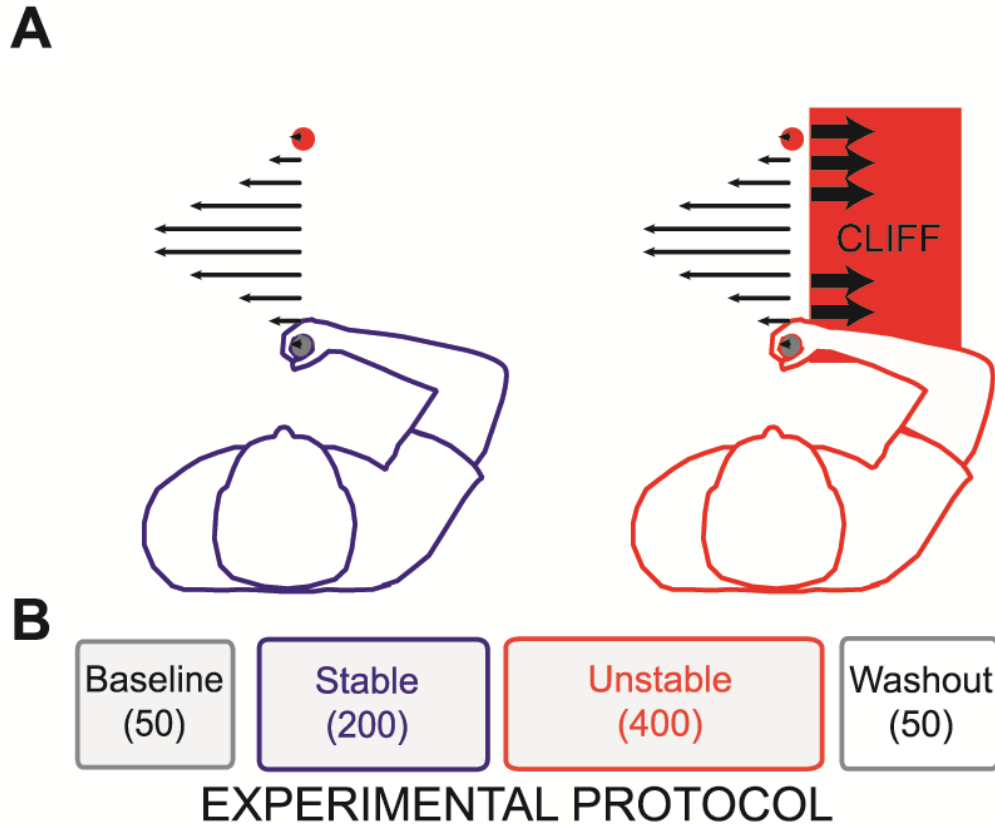 A
CLIFF
B
Baseline
(50)
Stable
(200)
Unstable
(400)
Washout
(50)
EXPERIMENTAL PROTOCOL